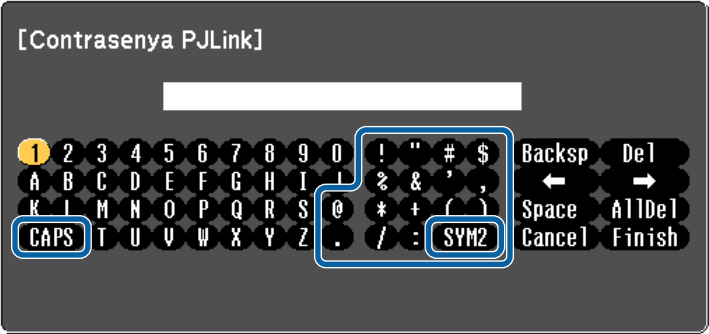 [Contrasenya PJLink]
1 2 3 4 5 6 7 8 9 0 ! " # $ Backsp Del
A B C D E F G H I J % & ' , ← →
K L M N O P Q R S @ * + ( ) Space AllDel
CAPS T U V W X Y Z . / : SYM2 Cancel Finish